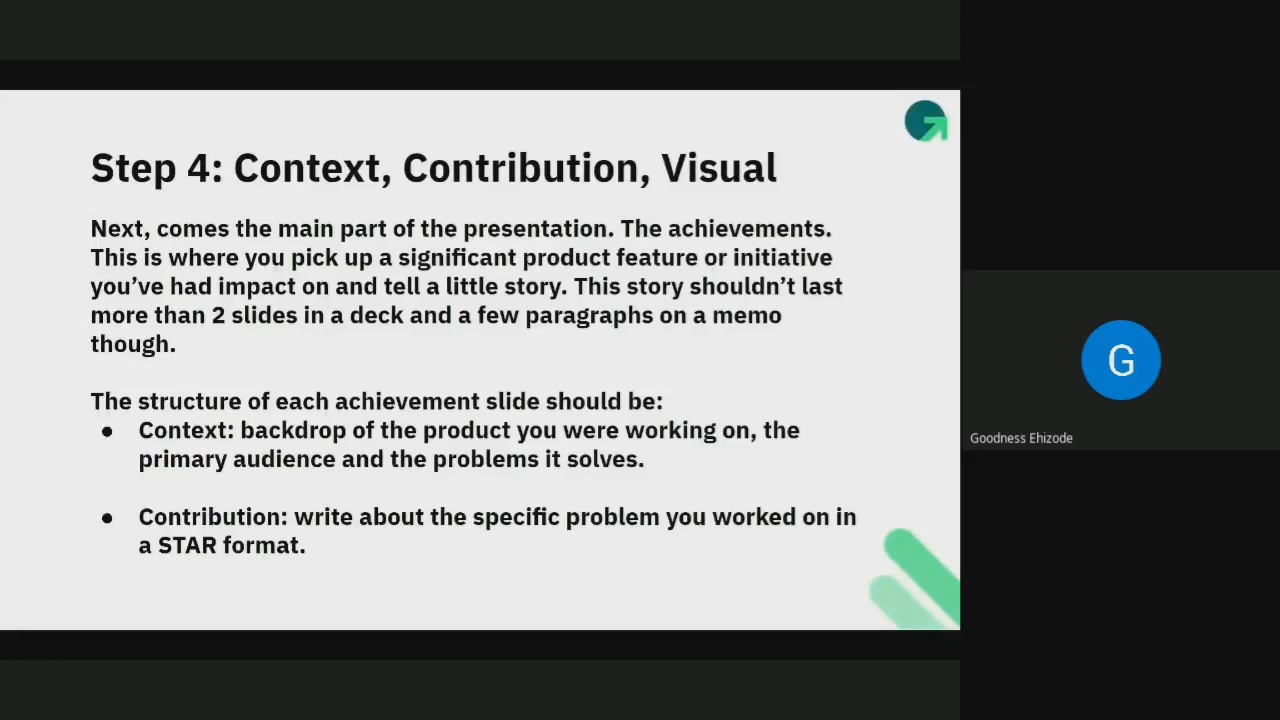 Step 4: Context, Contribution, Visual
Next, comes the main part of the presentation. The achievements.
This is where you pick up a significant product feature or initiative
you’ve had impact on and tell a little story. This story shouldn’t last
more than 2 slides in a deck and a few paragraphs on a memo
though.
The structure of each achievement slide should be:
● Context: backdrop of the product you were working on, the
primary audience and the problems it solves.
● Contribution: write about the specific problem you worked on in
a STAR format.
G
Goodness Ehizode